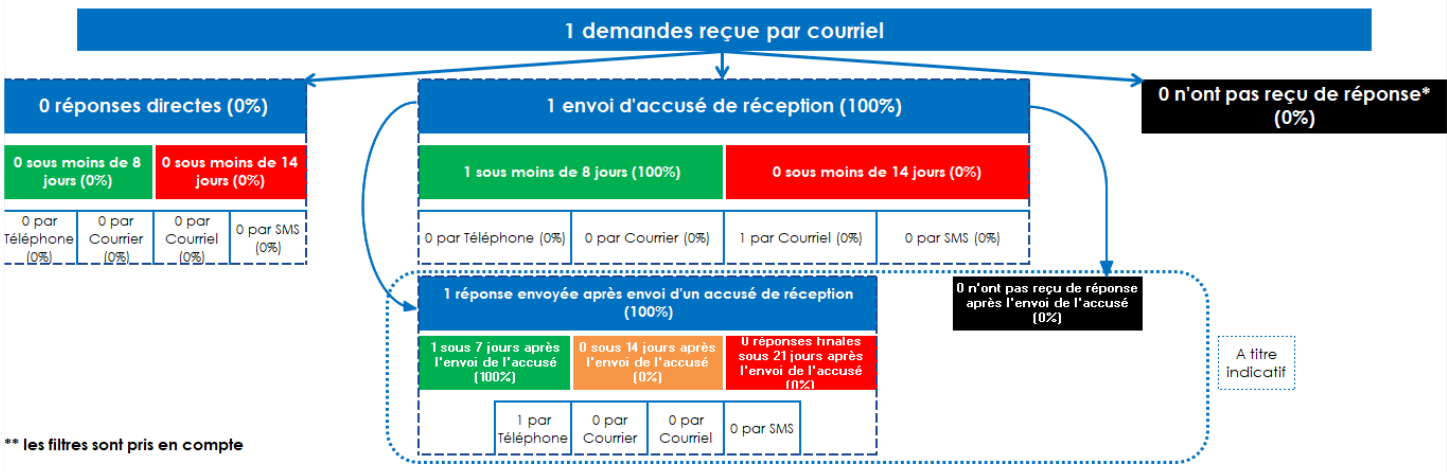 1 demandes reçue par courriel
0 réponses directes (0%)
1 envoi d'accusé de réception (100%)
0 n'ont pas reçu de réponse*
(0%)
0 sous moins de 8
jours (0%)
0 sous moins de 14
jours (0%)
1 sous moins de 8 jours (100%)
0 sous moins de 14 jours (0%)
0 par
Téléphone
(0%)
0 par
Courrier
(0%)
0 par
Courriel
(0%)
0 par SMS
(0%)
0 par Téléphone (0%)
0 par Courrier (0%)
1 par Courriel (0%)
0 par SMS (0%)
1 réponse envoyée après envoi d'un accusé de réception
(100%)
0 n'ont pas reçu de réponse
après l'envoi de l'accusé
(0%)
1 sous 7 jours après
l'envoi de l'accusé
(100%)
0 sous 14 jours après
l'envoi de l'accusé
(0%)
0 réponses finales
sous 21 jours après
l'envoi de l'accusé
(0%)
A titre
indicatif
1 par
Téléphone
0 par
Courrier
0 par
Courriel
0 par SMS
** les filtres sont pris en compte